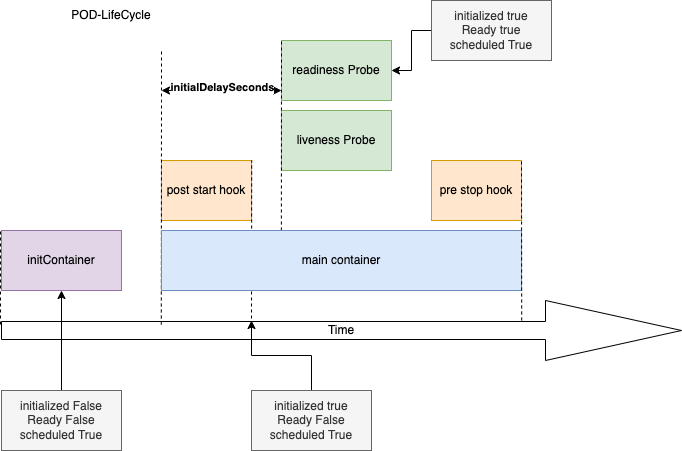 POD-LifeCycle
initialized true
Ready true
scheduled True
readiness Probe
initialDelaySeconds
liveness Probe
post start hook
pre stop hook
initContainer
main container
Time
initialized False
Ready False
scheduled True
initialized true
Ready False
scheduled True